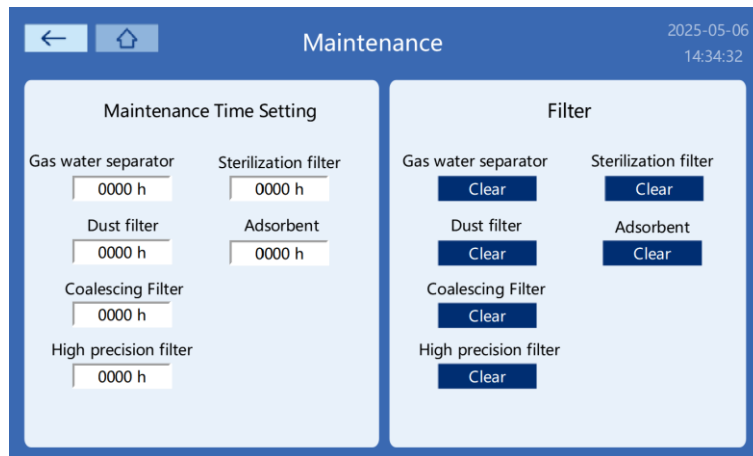 Maintenance
2025-05-06
14:34:32
Maintenance Time Setting
Gas water separator
0000 h
Sterilization filter
0000 h
Dust filter
0000 h
Adsorbent
0000 h
Coalescing Filter
0000 h
High precision filter
0000 h
Filter
Gas water separator
Clear
Sterilization filter
Clear
Dust filter
Clear
Adsorbent
Clear
Coalescing Filter
Clear
High precision filter
Clear